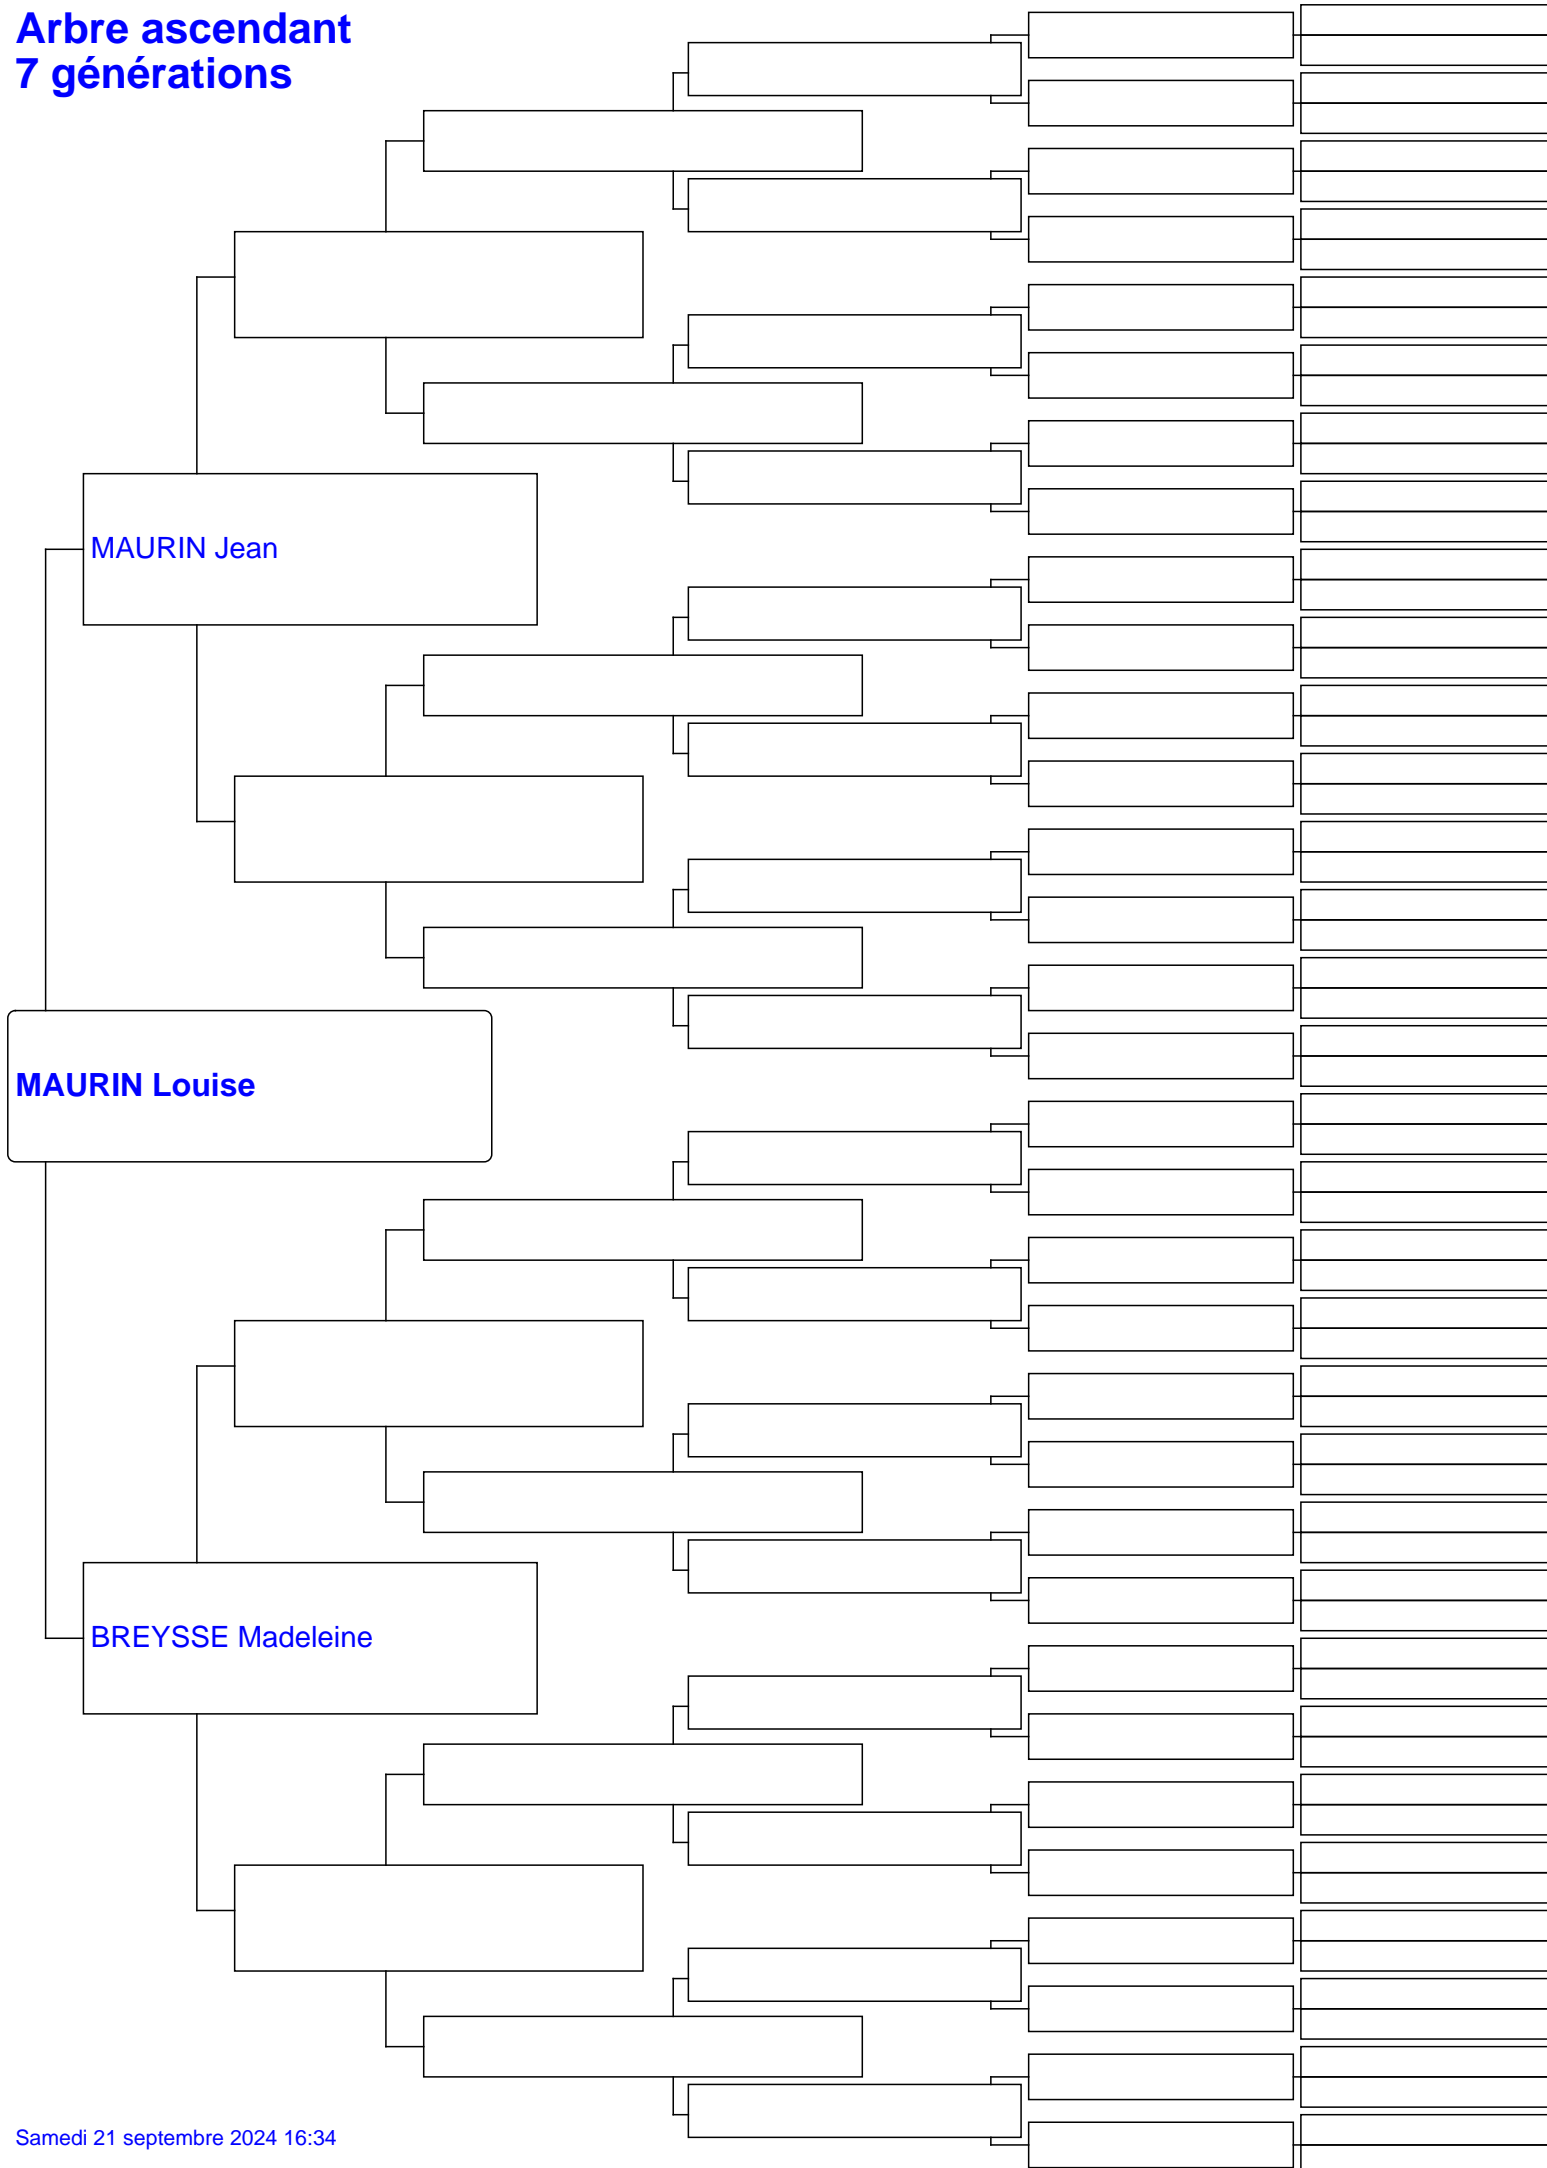 Arbre ascendant
7 générations
MAURIN Jean
MAURIN Louise
BREYSSE Madeleine
Samedi 21 septembre 2024 16:34